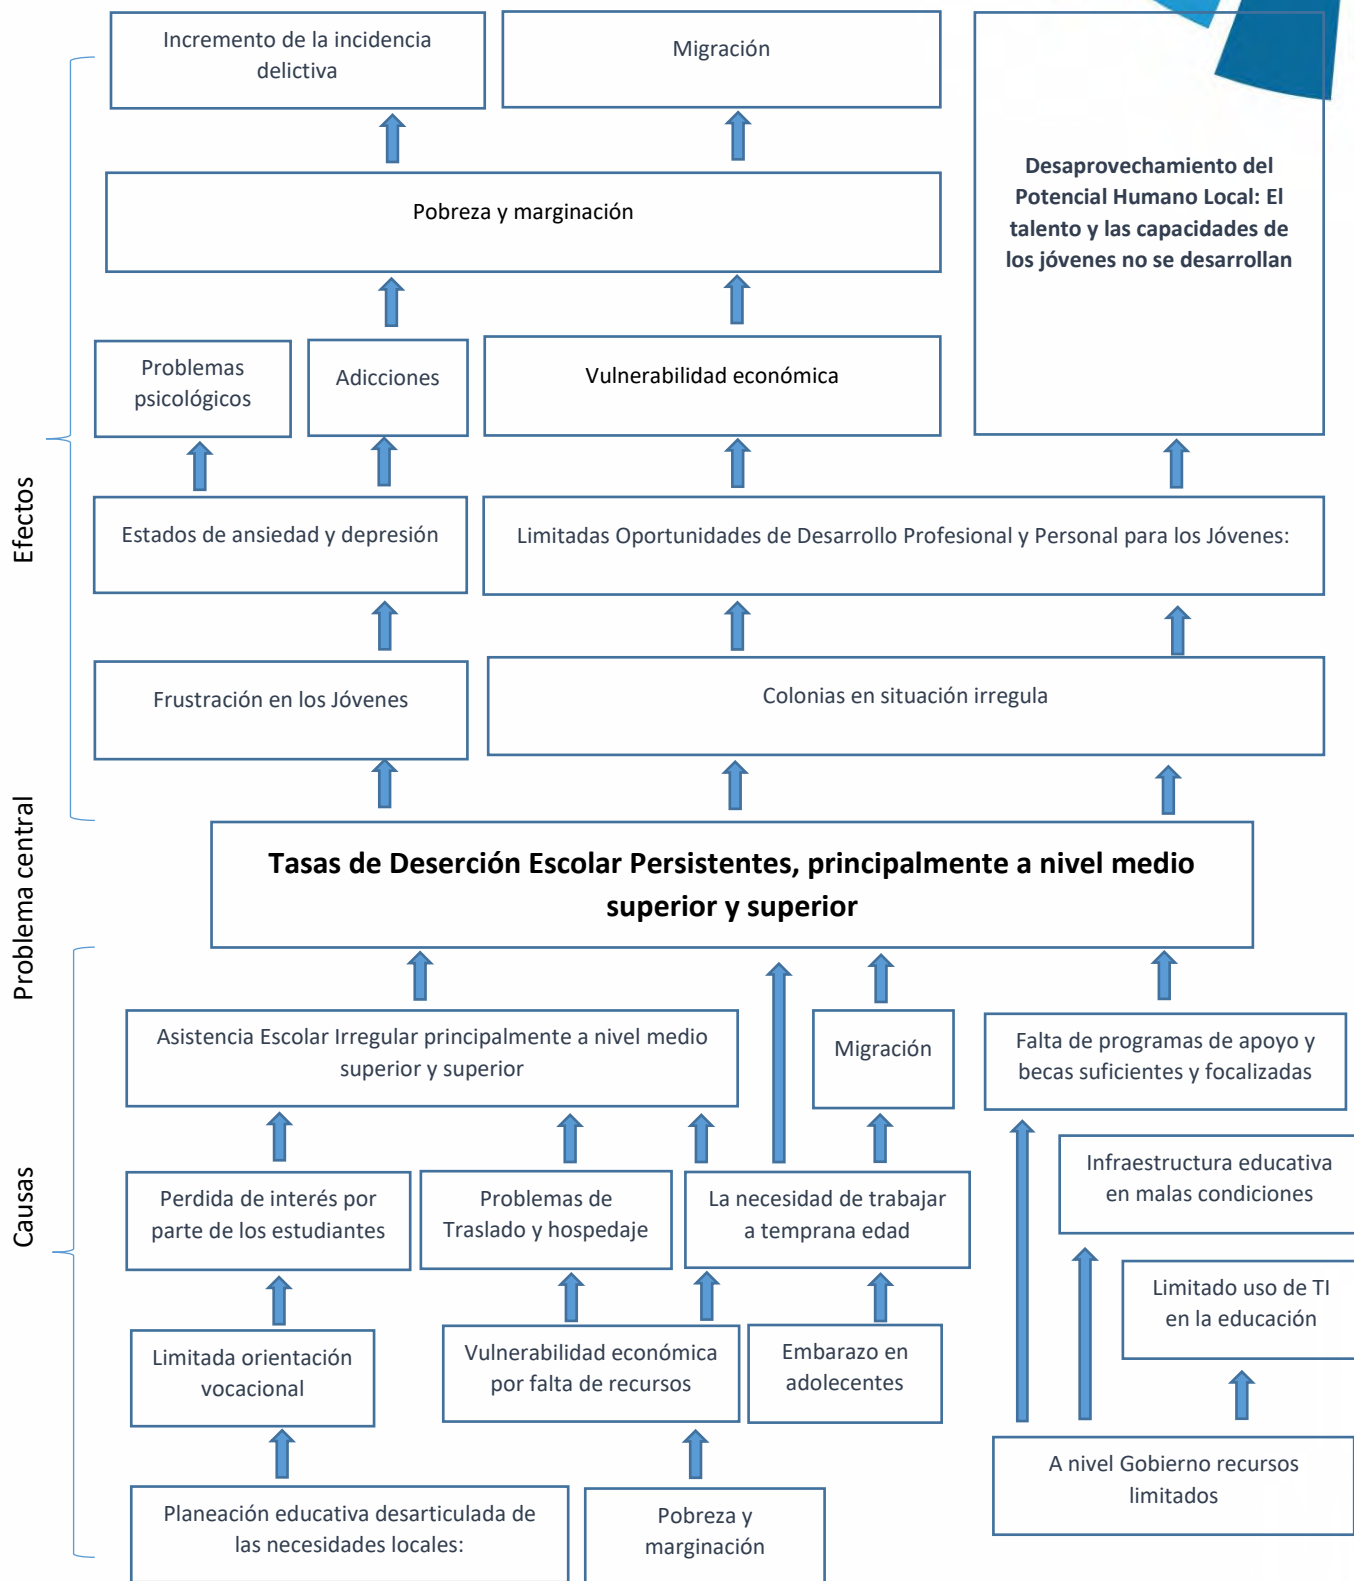 Incremento de la incidencia
delictiva
Migración
Desaprovechamiento del
Potencial Humano Local: El
talento y las capacidades de
los jóvenes no se desarrollan
Pobreza y marginación
Problemas
psicológicos
Adicciones
Vulnerabilidad económica
Efectos
Estados de ansiedad y depresión
Limitadas Oportunidades de Desarrollo Profesional y Personal para los Jóvenes:
Frustración en los Jóvenes
Colonias en situación irregula
Problema central
Tasas de Deserción Escolar Persistentes, principalmente a nivel medio
superior y superior
Causas
Asistencia Escolar Irregular principalmente a nivel medio
superior y superior
Migración
Falta de programas de apoyo y
becas suficientes y focalizadas
Perdida de interés por
parte de los estudiantes
Problemas de
Traslado y hospedaje
La necesidad de trabajar
a temprana edad
Infraestructura educativa
en malas condiciones
Limitado uso de TI
en la educación
Limitada orientación
vocacional
Vulnerabilidad económica
por falta de recursos
Embarazo en
adolecentes
A nivel Gobierno recursos
limitados
Planeación educativa desarticulada de
las necesidades locales:
Pobreza y
marginación